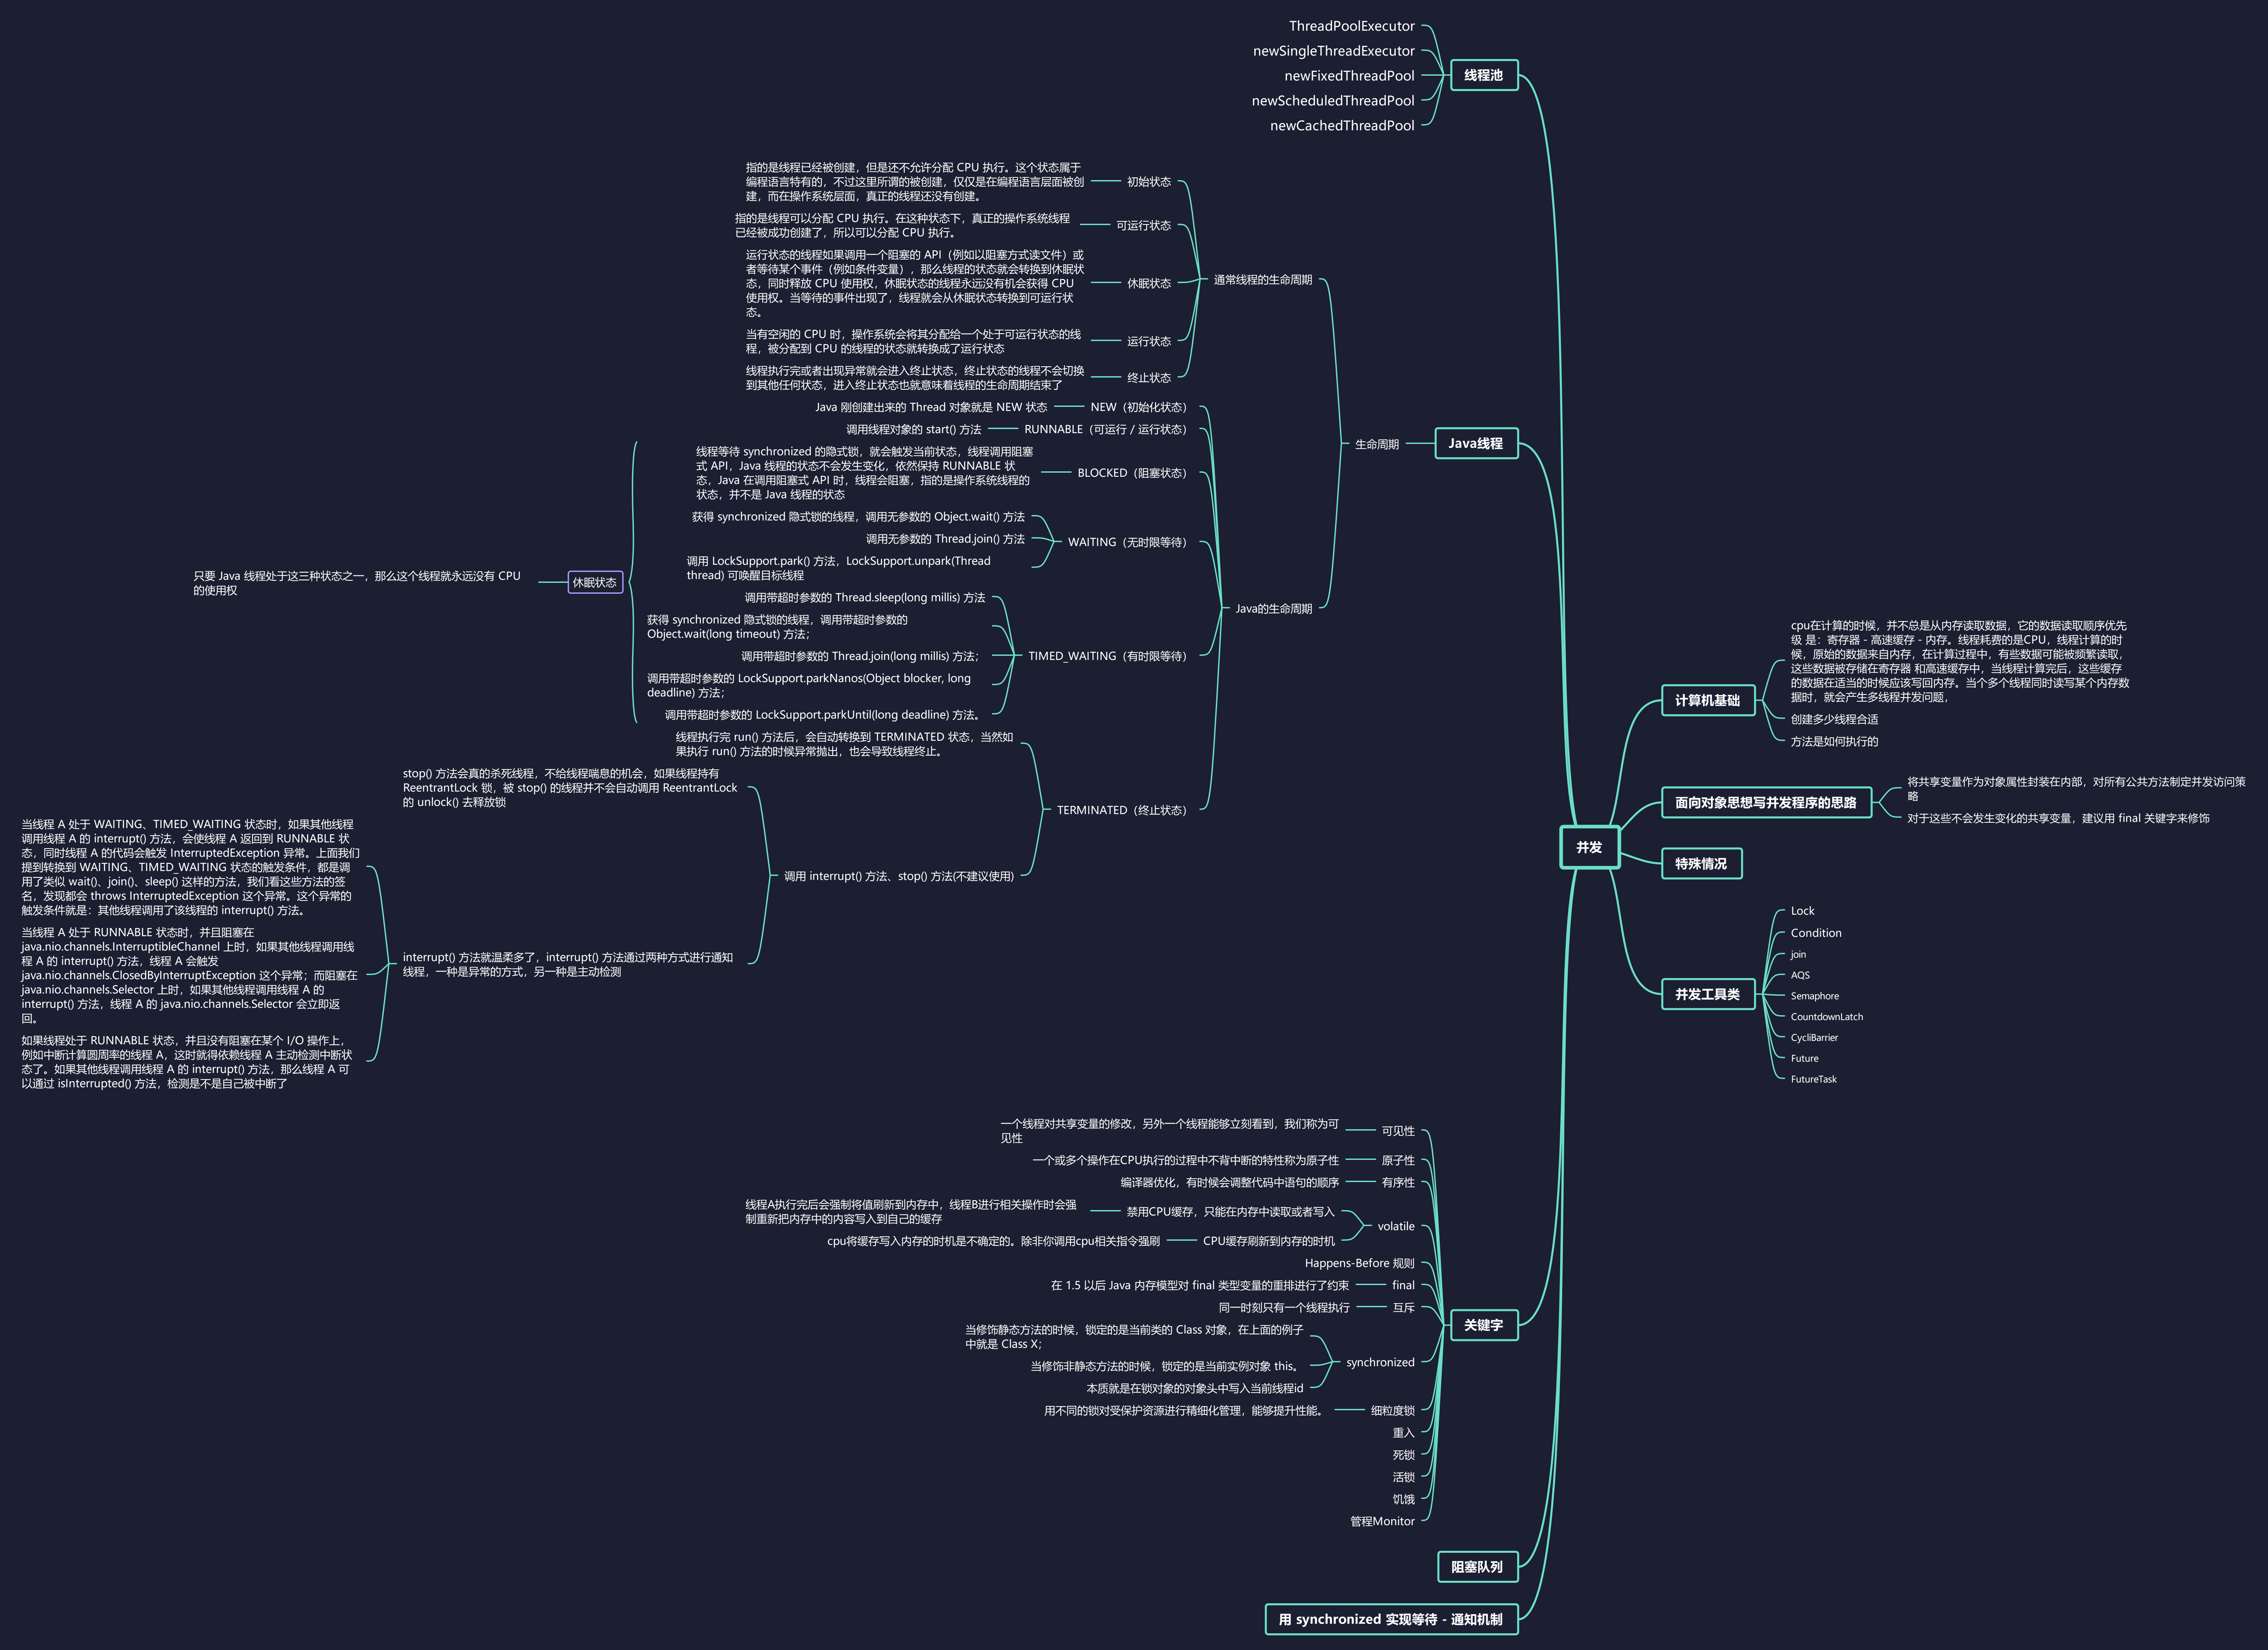 并发
计算机基础
cpu在计算的时候，并不总是从内存读取数据，它的数据读取顺序优先
级 是：寄存器 - 高速缓存 - 内存。线程耗费的是CPU，线程计算的时
候，原始的数据来自内存，在计算过程中，有些数据可能被频繁读取，
这些数据被存储在寄存器 和高速缓存中，当线程计算完后，这些缓存
的数据在适当的时候应该写回内存。当个多个线程同时读写某个内存数
据时，就会产生多线程并发问题，
创建多少线程合适
方法是如何执行的
面向对象思想写并发程序的思路
将共享变量作为对象属性封装在内部，对所有公共方法制定并发访问策
略
对于这些不会发生变化的共享变量，建议用 final 关键字来修饰
特殊情况
并发工具类
Lock
Condition
join
AQS
Semaphore
CountdownLatch
CycliBarrier
Future
FutureTask
线程池
ThreadPoolExecutor
newSingleThreadExecutor
newFixedThreadPool
newScheduledThreadPool
newCachedThreadPool
Java线程
生命周期
通常线程的生命周期
初始状态
指的是线程已经被创建，但是还不允许分配 CPU 执行。这个状态属于
编程语言特有的，不过这里所谓的被创建，仅仅是在编程语言层面被创
建，而在操作系统层面，真正的线程还没有创建。
可运行状态
指的是线程可以分配 CPU 执行。在这种状态下，真正的操作系统线程
已经被成功创建了，所以可以分配 CPU 执行。
休眠状态
运行状态的线程如果调用一个阻塞的 API（例如以阻塞方式读文件）或
者等待某个事件（例如条件变量），那么线程的状态就会转换到休眠状
态，同时释放 CPU 使用权，休眠状态的线程永远没有机会获得 CPU
使用权。当等待的事件出现了，线程就会从休眠状态转换到可运行状
态。
运行状态
当有空闲的 CPU 时，操作系统会将其分配给一个处于可运行状态的线
程，被分配到 CPU 的线程的状态就转换成了运行状态
终止状态
线程执行完或者出现异常就会进入终止状态，终止状态的线程不会切换
到其他任何状态，进入终止状态也就意味着线程的生命周期结束了
Java的生命周期
NEW（初始化状态）
Java 刚创建出来的 Thread 对象就是 NEW 状态
RUNNABLE（可运行 / 运行状态）
调用线程对象的 start() 方法
BLOCKED（阻塞状态）
线程等待 synchronized 的隐式锁，就会触发当前状态，线程调用阻塞
式 API，Java 线程的状态不会发生变化，依然保持 RUNNABLE 状
态，Java 在调用阻塞式 API 时，线程会阻塞，指的是操作系统线程的
状态，并不是 Java 线程的状态
WAITING（无时限等待）
获得 synchronized 隐式锁的线程，调用无参数的 Object.wait() 方法
调用无参数的 Thread.join() 方法
调用 LockSupport.park() 方法，LockSupport.unpark(Thread
thread) 可唤醒目标线程
TIMED_WAITING（有时限等待）
调用带超时参数的 Thread.sleep(long millis) 方法
获得 synchronized 隐式锁的线程，调用带超时参数的
Object.wait(long timeout) 方法；
调用带超时参数的 Thread.join(long millis) 方法；
调用带超时参数的 LockSupport.parkNanos(Object blocker, long
deadline) 方法；
调用带超时参数的 LockSupport.parkUntil(long deadline) 方法。
休眠状态
只要 Java 线程处于这三种状态之一，那么这个线程就永远没有 CPU
的使用权
TERMINATED（终止状态）
线程执行完 run() 方法后，会自动转换到 TERMINATED 状态，当然如
果执行 run() 方法的时候异常抛出，也会导致线程终止。
调用 interrupt() 方法、stop() 方法(不建议使用)
stop() 方法会真的杀死线程，不给线程喘息的机会，如果线程持有
ReentrantLock 锁，被 stop() 的线程并不会自动调用 ReentrantLock
的 unlock() 去释放锁
interrupt() 方法就温柔多了，interrupt() 方法通过两种方式进行通知
线程，一种是异常的方式，另一种是主动检测
当线程 A 处于 WAITING、TIMED_WAITING 状态时，如果其他线程
调用线程 A 的 interrupt() 方法，会使线程 A 返回到 RUNNABLE 状
态，同时线程 A 的代码会触发 InterruptedException 异常。上面我们
提到转换到 WAITING、TIMED_WAITING 状态的触发条件，都是调
用了类似 wait()、join()、sleep() 这样的方法，我们看这些方法的签
名，发现都会 throws InterruptedException 这个异常。这个异常的
触发条件就是：其他线程调用了该线程的 interrupt() 方法。
当线程 A 处于 RUNNABLE 状态时，并且阻塞在
java.nio.channels.InterruptibleChannel 上时，如果其他线程调用线
程 A 的 interrupt() 方法，线程 A 会触发
java.nio.channels.ClosedByInterruptException 这个异常；而阻塞在
java.nio.channels.Selector 上时，如果其他线程调用线程 A 的
interrupt() 方法，线程 A 的 java.nio.channels.Selector 会立即返
回。
如果线程处于 RUNNABLE 状态，并且没有阻塞在某个 I/O 操作上，
例如中断计算圆周率的线程 A，这时就得依赖线程 A 主动检测中断状
态了。如果其他线程调用线程 A 的 interrupt() 方法，那么线程 A 可
以通过 isInterrupted() 方法，检测是不是自己被中断了
关键字
可见性
一个线程对共享变量的修改，另外一个线程能够立刻看到，我们称为可
见性
原子性
一个或多个操作在CPU执行的过程中不背中断的特性称为原子性
有序性
编译器优化，有时候会调整代码中语句的顺序
volatile
禁用CPU缓存，只能在内存中读取或者写入
线程A执行完后会强制将值刷新到内存中，线程B进行相关操作时会强
制重新把内存中的内容写入到自己的缓存
CPU缓存刷新到内存的时机
cpu将缓存写入内存的时机是不确定的。除非你调用cpu相关指令强刷
Happens-Before 规则
final
在 1.5 以后 Java 内存模型对 final 类型变量的重排进行了约束
互斥
同一时刻只有一个线程执行
synchronized
当修饰静态方法的时候，锁定的是当前类的 Class 对象，在上面的例子
中就是 Class X；
当修饰非静态方法的时候，锁定的是当前实例对象 this。
本质就是在锁对象的对象头中写入当前线程id
细粒度锁
用不同的锁对受保护资源进行精细化管理，能够提升性能。
重入
死锁
活锁
饥饿
管程Monitor
阻塞队列
用 synchronized 实现等待 - 通知机制